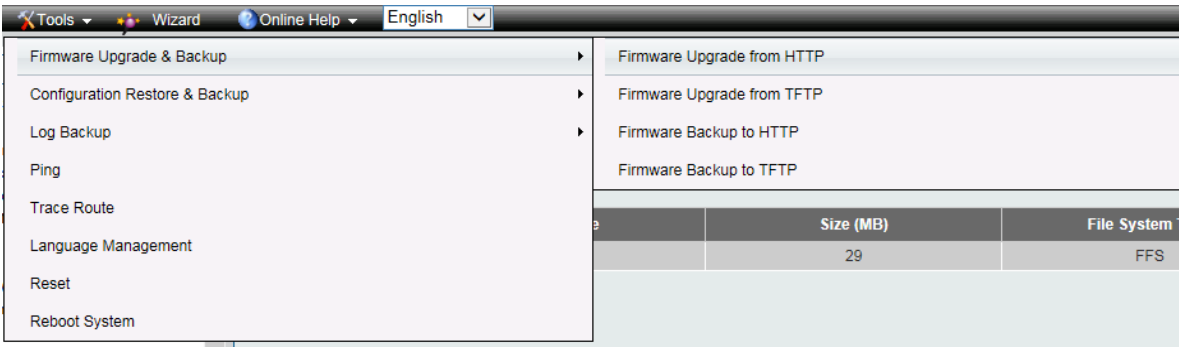 Tools Wizard Online Help English
Firmware Upgrade & Backup
Configuration Restore & Backup
Log Backup
Ping
Trace Route
Language Management
Reset
Reboot System
Firmware Upgrade from HTTP
Firmware Upgrade from TFTP
Firmware Backup to HTTP
Firmware Backup to TFTP
Size (MB) File System
29 FFS